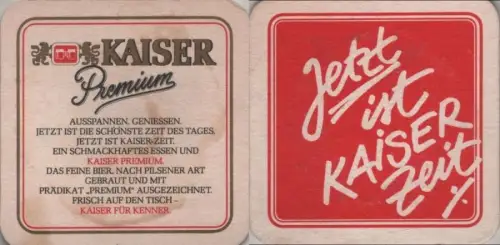 KAISER
Premium
AUSSPANNEN. GENIESSEN.
JETZT IST DIE SCHÖNSTE ZEIT DES TAGES.
JETZT IST KAISER-ZEIT.
EIN SCHMACKHAFTES ESSEN UND
KAISER PREMIUM.
DAS FEINE BIER. NACH PILSENER ART
GEBRAUT UND MIT
PRÄDIKAT „PREMIUM" AUSGEZEICHNET.
FRISCH AUF DEN TISCH –
KAISER FÜR KENNER.
Jetzt
ist
KAiSER
Zeit!